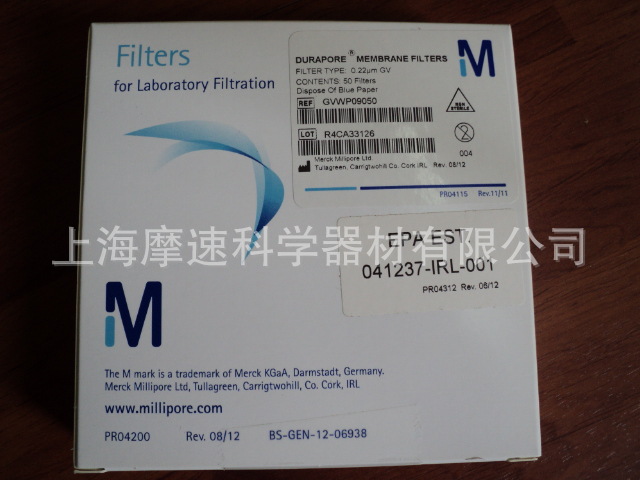 Filters
for Laboratory Filtration
DURAPORE® MEMBRANE FILTERS
FILTER TYPE: 0.22µm GV
CONTENTS: 50 Filters
Dispose Of Blue Paper
REF GVWP09050
LOT R4CA33126
Merck Millipore Ltd.
Tullagreen, Carrigtwohill Co. Cork IRL Rev. 08/12
M
NON
STERILE
2
004
PR04115 Rev.11/11
上海摩速科学器材有限公司
EPA EST.
041237-IRL-001
PR04312 Rev. 06/12
M
The M mark is a trademark of Merck KGaA, Darmstadt, Germany.
Merck Millipore Ltd, Tullagreen, Carrigtwohill, Co. Cork, IRL
www.millipore.com
PR04200 Rev. 08/12 BS-GEN-12-06938